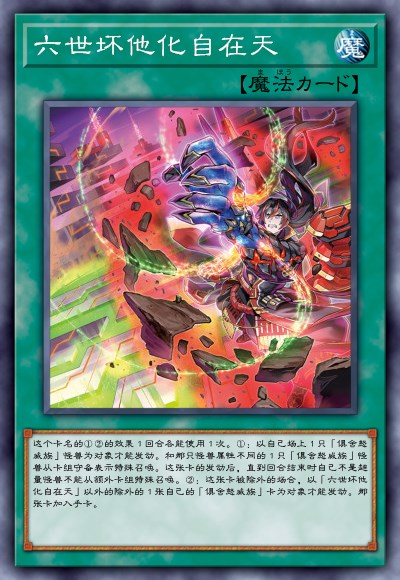 六世坏他化自在天
魔
【魔法カード】
ま ほう
这个卡名的①②的效果1回合各能使用1次。①：以自己场上1只「俱舍怒
威族」怪兽为对象才能发动。和那只怪兽属性不同的1只「俱舍怒威族」怪
兽从卡组守备表示特殊召唤。这张卡的发动后，直到回合结束时自己不是超
量怪兽不能从额外卡组特殊召唤。②：这张卡被除外的场合，以「六世坏他
化自在天」以外的除外的1张自己的「俱舍怒威族」卡为对象才能发动。那
张卡加入手卡。